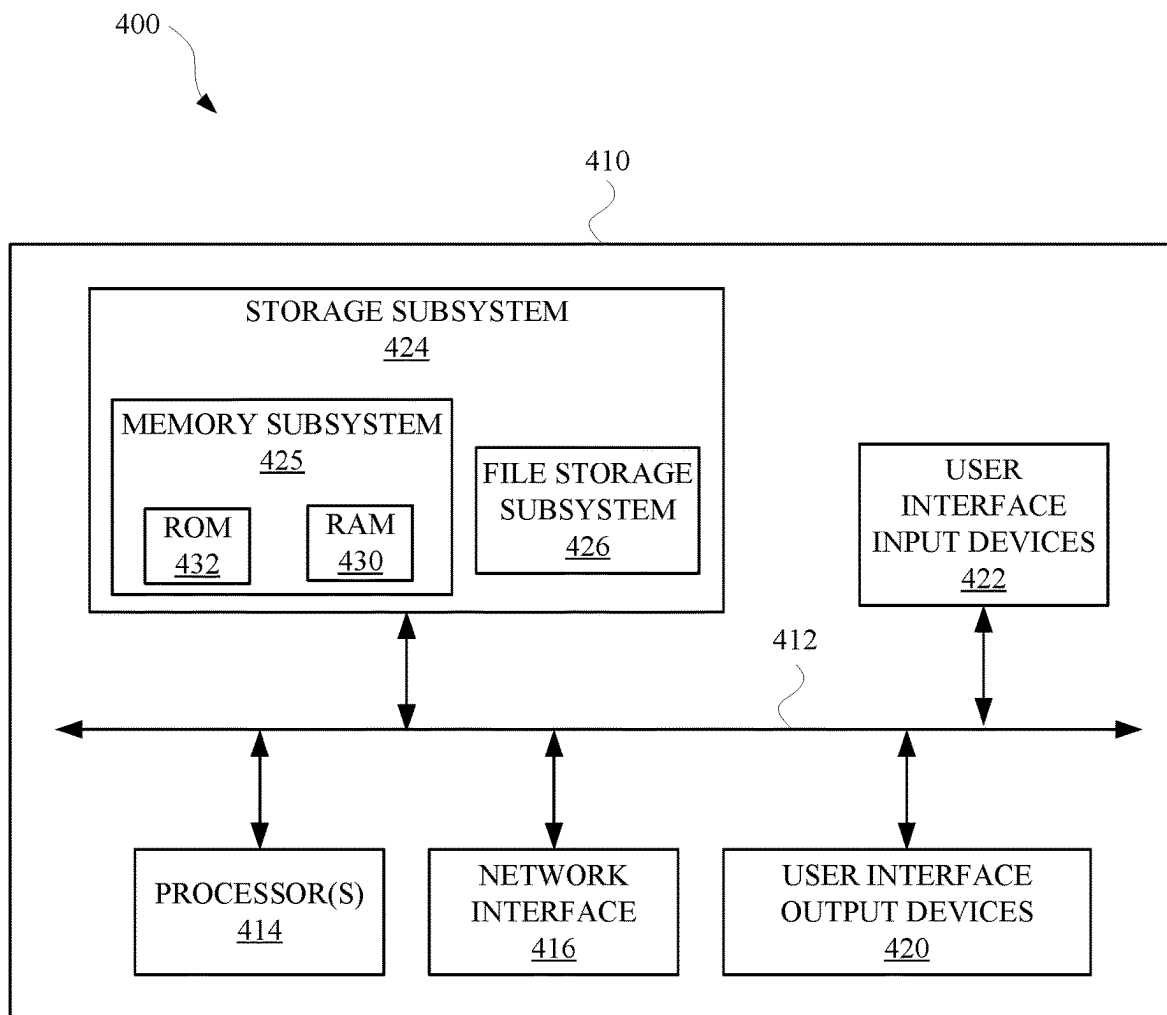 400
410
STORAGE SUBSYSTEM
424
MEMORY SUBSYSTEM
425
ROM
432
RAM
430
FILE STORAGE
SUBSYSTEM
426
USER
INTERFACE
INPUT DEVICES
422
412
PROCESSOR(S)
414
NETWORK
INTERFACE
416
USER INTERFACE
OUTPUT DEVICES
420